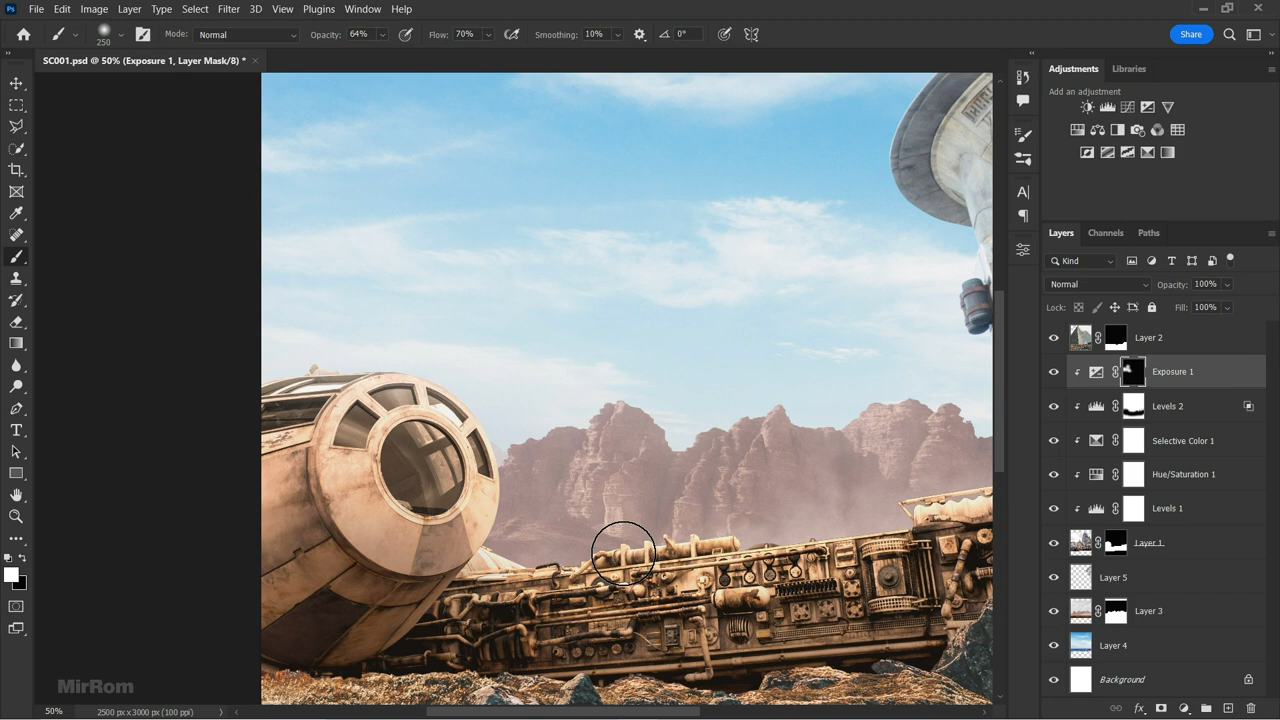 Ps File Edit Image Layer Type Select Filter 3D View Plugins Window Help
250 Mode: Normal Opacity: 64% Flow: 70% Smoothing: 10% 0° Share
SC001.psd @ 50% (Exposure 1, Layer Mask/8) *
Adjustments Libraries
Add an adjustment
Layers Channels Paths
Kind
Normal Opacity: 100%
Lock: Fill: 100%
Layer 2
Exposure 1
Levels 2
Selective Color 1
Hue/Saturation 1
Levels 1
Layer 1
Layer 5
Layer 3
Layer 4
Background
MirRom
50% 2500 px x 3000 px (100 ppi)